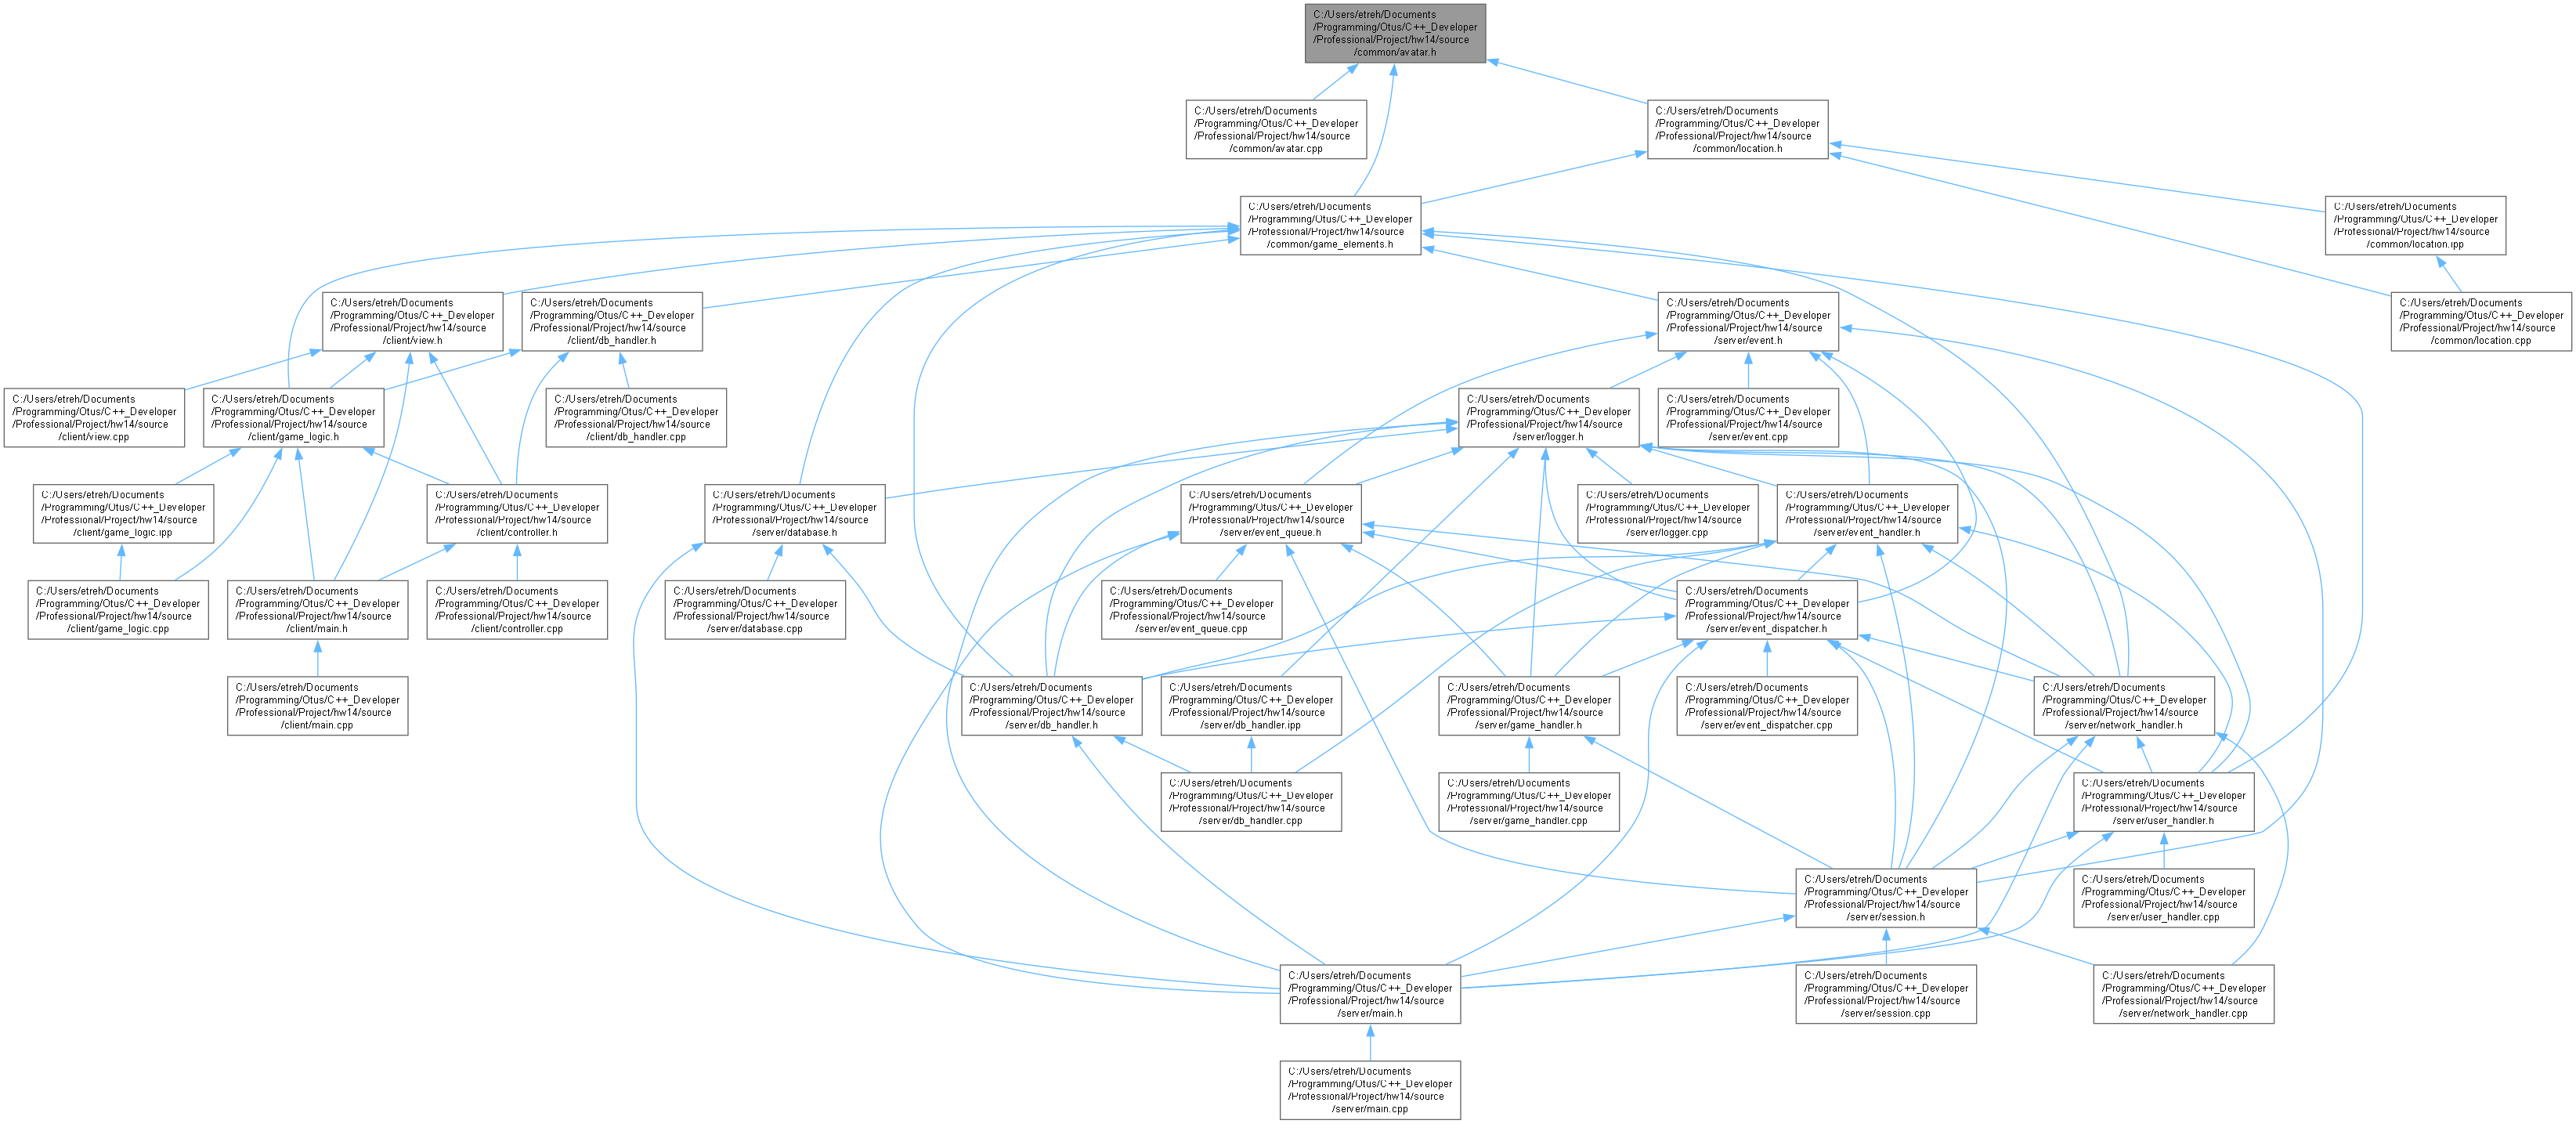 C:/Users/etreh/Documents
/Programming/Otus/C++_Developer
/Professional/Project/hw14/source
/common/avatar.h
C:/Users/etreh/Documents
/Programming/Otus/C++_Developer
/Professional/Project/hw14/source
/common/avatar.cpp
C:/Users/etreh/Documents
/Programming/Otus/C++_Developer
/Professional/Project/hw14/source
/common/location.h
C:/Users/etreh/Documents
/Programming/Otus/C++_Developer
/Professional/Project/hw14/source
/common/game_elements.h
C:/Users/etreh/Documents
/Programming/Otus/C++_Developer
/Professional/Project/hw14/source
/common/location.ipp
C:/Users/etreh/Documents
/Programming/Otus/C++_Developer
/Professional/Project/hw14/source
/client/view.h
C:/Users/etreh/Documents
/Programming/Otus/C++_Developer
/Professional/Project/hw14/source
/client/db_handler.h
C:/Users/etreh/Documents
/Programming/Otus/C++_Developer
/Professional/Project/hw14/source
/server/event.h
C:/Users/etreh/Documents
/Programming/Otus/C++_Developer
/Professional/Project/hw14/source
/common/location.cpp
C:/Users/etreh/Documents
/Programming/Otus/C++_Developer
/Professional/Project/hw14/source
/client/view.cpp
C:/Users/etreh/Documents
/Programming/Otus/C++_Developer
/Professional/Project/hw14/source
/client/game_logic.h
C:/Users/etreh/Documents
/Programming/Otus/C++_Developer
/Professional/Project/hw14/source
/client/db_handler.cpp
C:/Users/etreh/Documents
/Programming/Otus/C++_Developer
/Professional/Project/hw14/source
/server/logger.h
C:/Users/etreh/Documents
/Programming/Otus/C++_Developer
/Professional/Project/hw14/source
/server/event.cpp
C:/Users/etreh/Documents
/Programming/Otus/C++_Developer
/Professional/Project/hw14/source
/client/game_logic.ipp
C:/Users/etreh/Documents
/Programming/Otus/C++_Developer
/Professional/Project/hw14/source
/client/controller.h
C:/Users/etreh/Documents
/Programming/Otus/C++_Developer
/Professional/Project/hw14/source
/server/database.h
C:/Users/etreh/Documents
/Programming/Otus/C++_Developer
/Professional/Project/hw14/source
/server/event_queue.h
C:/Users/etreh/Documents
/Programming/Otus/C++_Developer
/Professional/Project/hw14/source
/server/logger.cpp
C:/Users/etreh/Documents
/Programming/Otus/C++_Developer
/Professional/Project/hw14/source
/server/event_handler.h
C:/Users/etreh/Documents
/Programming/Otus/C++_Developer
/Professional/Project/hw14/source
/client/game_logic.cpp
C:/Users/etreh/Documents
/Programming/Otus/C++_Developer
/Professional/Project/hw14/source
/client/main.h
C:/Users/etreh/Documents
/Programming/Otus/C++_Developer
/Professional/Project/hw14/source
/client/controller.cpp
C:/Users/etreh/Documents
/Programming/Otus/C++_Developer
/Professional/Project/hw14/source
/server/database.cpp
C:/Users/etreh/Documents
/Programming/Otus/C++_Developer
/Professional/Project/hw14/source
/server/event_queue.cpp
C:/Users/etreh/Documents
/Programming/Otus/C++_Developer
/Professional/Project/hw14/source
/server/event_dispatcher.h
C:/Users/etreh/Documents
/Programming/Otus/C++_Developer
/Professional/Project/hw14/source
/client/main.cpp
C:/Users/etreh/Documents
/Programming/Otus/C++_Developer
/Professional/Project/hw14/source
/server/db_handler.h
C:/Users/etreh/Documents
/Programming/Otus/C++_Developer
/Professional/Project/hw14/source
/server/db_handler.ipp
C:/Users/etreh/Documents
/Programming/Otus/C++_Developer
/Professional/Project/hw14/source
/server/game_handler.h
C:/Users/etreh/Documents
/Programming/Otus/C++_Developer
/Professional/Project/hw14/source
/server/event_dispatcher.cpp
C:/Users/etreh/Documents
/Programming/Otus/C++_Developer
/Professional/Project/hw14/source
/server/network_handler.h
C:/Users/etreh/Documents
/Programming/Otus/C++_Developer
/Professional/Project/hw14/source
/server/db_handler.cpp
C:/Users/etreh/Documents
/Programming/Otus/C++_Developer
/Professional/Project/hw14/source
/server/game_handler.cpp
C:/Users/etreh/Documents
/Programming/Otus/C++_Developer
/Professional/Project/hw14/source
/server/user_handler.h
C:/Users/etreh/Documents
/Programming/Otus/C++_Developer
/Professional/Project/hw14/source
/server/session.h
C:/Users/etreh/Documents
/Programming/Otus/C++_Developer
/Professional/Project/hw14/source
/server/user_handler.cpp
C:/Users/etreh/Documents
/Programming/Otus/C++_Developer
/Professional/Project/hw14/source
/server/main.h
C:/Users/etreh/Documents
/Programming/Otus/C++_Developer
/Professional/Project/hw14/source
/server/session.cpp
C:/Users/etreh/Documents
/Programming/Otus/C++_Developer
/Professional/Project/hw14/source
/server/network_handler.cpp
C:/Users/etreh/Documents
/Programming/Otus/C++_Developer
/Professional/Project/hw14/source
/server/main.cpp